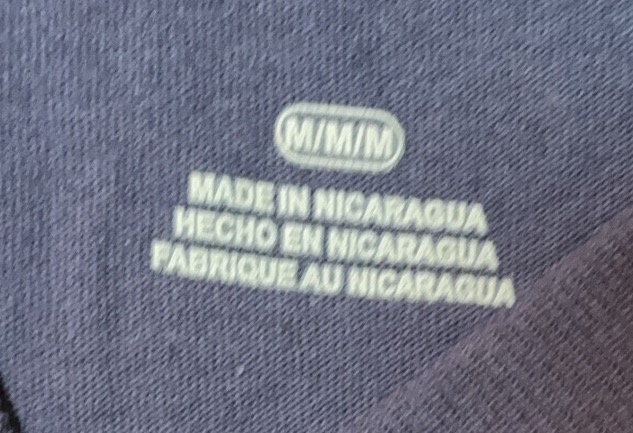 M/M/M
MADE IN NICARAGUA
HECHO EN NICARAGUA
FABRIQUE AU NICARAGUA